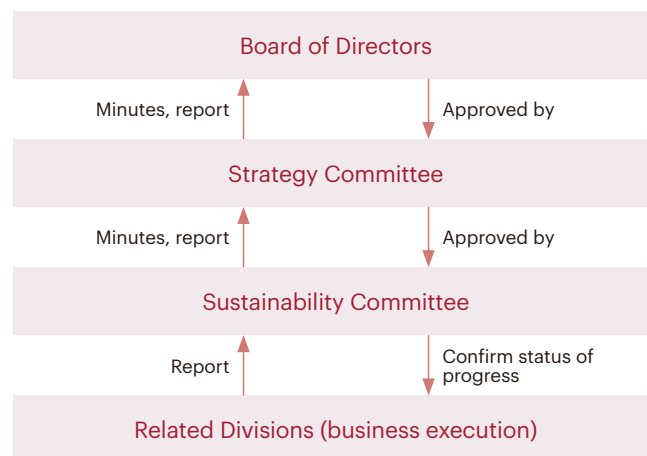 Board of Directors
Minutes, report
Approved by
Strategy Committee
Minutes, report
Approved by
Sustainability Committee
Report
Confirm status of
progress
Related Divisions (business execution)